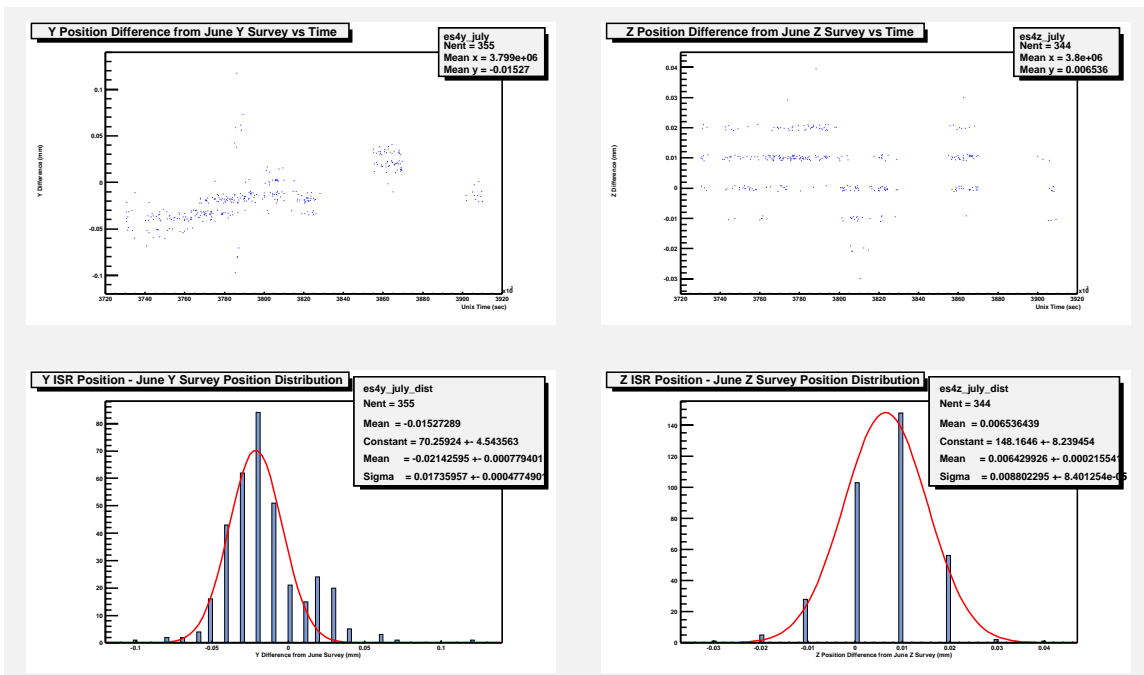 Y Position Difference from June Y Survey vs Time
es4y_july
Nent = 355
Mean x = 3.799e+06
Mean y = -0.01527
Y Difference (mm)
0.1
0.05
0
-0.05
-0.1
3720 3740 3760 3780 3800 3820 3840 3860 3880 3900 3920
x10^3
Unix Time (sec)
Z Position Difference from June Z Survey vs Time
es4z_july
Nent = 344
Mean x = 3.8e+06
Mean y = 0.006536
Z Difference (mm)
0.04
0.03
0.02
0.01
0
-0.01
-0.02
-0.03
3720 3740 3760 3780 3800 3820 3840 3860 3880 3900 3920
x10^3
Unix Time (sec)
Y ISR Position - June Y Survey Position Distribution
es4y_july_dist
Nent = 355
Mean = -0.01527289
Constant = 70.25924 +- 4.543563
Mean = -0.02142595 +- 0.000779401
Sigma = 0.01735957 +- 0.0004774901
80
70
60
50
40
30
20
10
0
-0.1 -0.05 0 0.05 0.1
Y Difference from June Survey (mm)
Z ISR Position - June Z Survey Position Distribution
es4z_july_dist
Nent = 344
Mean = 0.006536439
Constant = 148.1646 +- 8.239454
Mean = 0.006429926 +- 0.000215541
Sigma = 0.008802295 +- 8.401254e-05
140
120
100
80
60
40
20
0
-0.03 -0.02 -0.01 0 0.01 0.02 0.03 0.04
Z Position Difference from June Z Survey (mm)